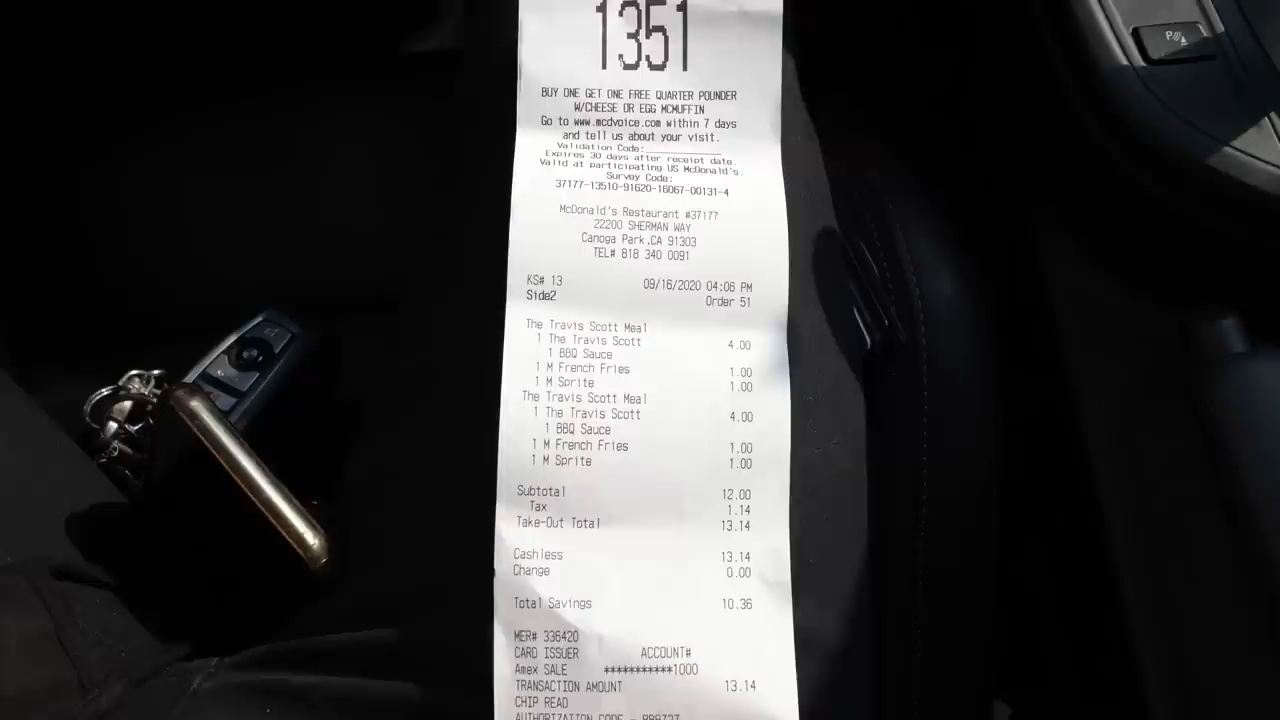 1351
BUY ONE GET ONE FREE QUARTER POUNDER
W/CHEESE OR EGG MCMUFFIN
Go to www.mcdvoice.com within 7 days
and tell us about your visit.
Validation Code:
Expires 30 days after receipt date.
Valid at participating US McDonald's.
Survey Code:
37177-13510-91620-16067-00131-4
McDonald's Restaurant #37177
22200 SHERMAN WAY
Canoga Park ,CA 91303
TEL# 818 340 0091
KS# 13 09/16/2020 04:06 PM
Side2 Order 51
The Travis Scott Meal
1 The Travis Scott 4.00
1 BBQ Sauce
1 M French Fries 1.00
1 M Sprite 1.00
The Travis Scott Meal
1 The Travis Scott 4.00
1 BBQ Sauce
1 M French Fries 1.00
1 M Sprite 1.00
Subtotal 12.00
Tax 1.14
Take-Out Total 13.14
Cashless 13.14
Change 0.00
Total Savings 10.36
MER# 336420
CARD ISSUER ACCOUNT#
Amex SALE ***********1000
TRANSACTION AMOUNT 13.14
CHIP READ
AUTHORIZATION CODE -
P